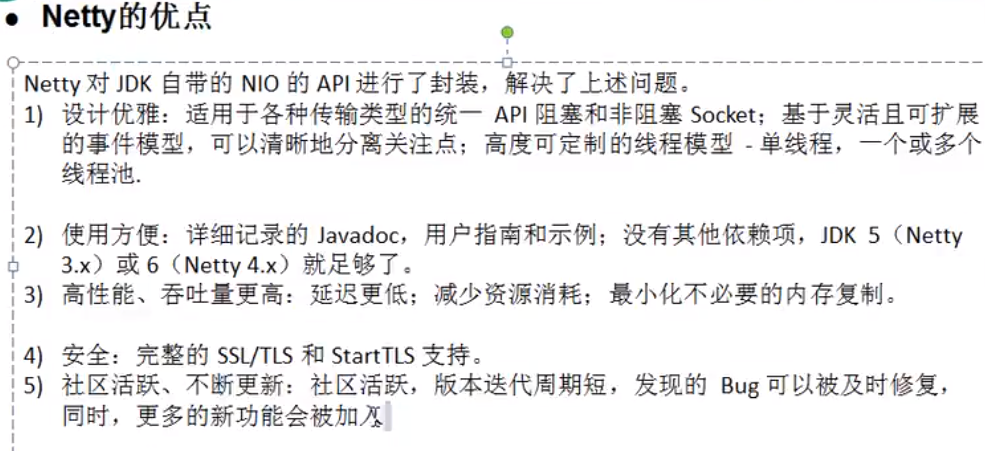 ● Netty的优点
Netty 对 JDK 自带的 NIO 的 API 进行了封装，解决了上述问题。
1) 设计优雅：适用于各种传输类型的统一 API 阻塞和非阻塞 Socket；基于灵活且可扩展
的事件模型，可以清晰地分离关注点；高度可定制的线程模型 - 单线程，一个或多个
线程池.
2) 使用方便：详细记录的 Javadoc，用户指南和示例；没有其他依赖项，JDK 5（Netty
3.x）或 6（Netty 4.x）就足够了。
3) 高性能、吞吐量更高：延迟更低；减少资源消耗；最小化不必要的内存复制。
4) 安全：完整的 SSL/TLS 和 StartTLS 支持。
5) 社区活跃、不断更新：社区活跃，版本迭代周期短，发现的 Bug 可以被及时修复，
同时，更多的新功能会被加入